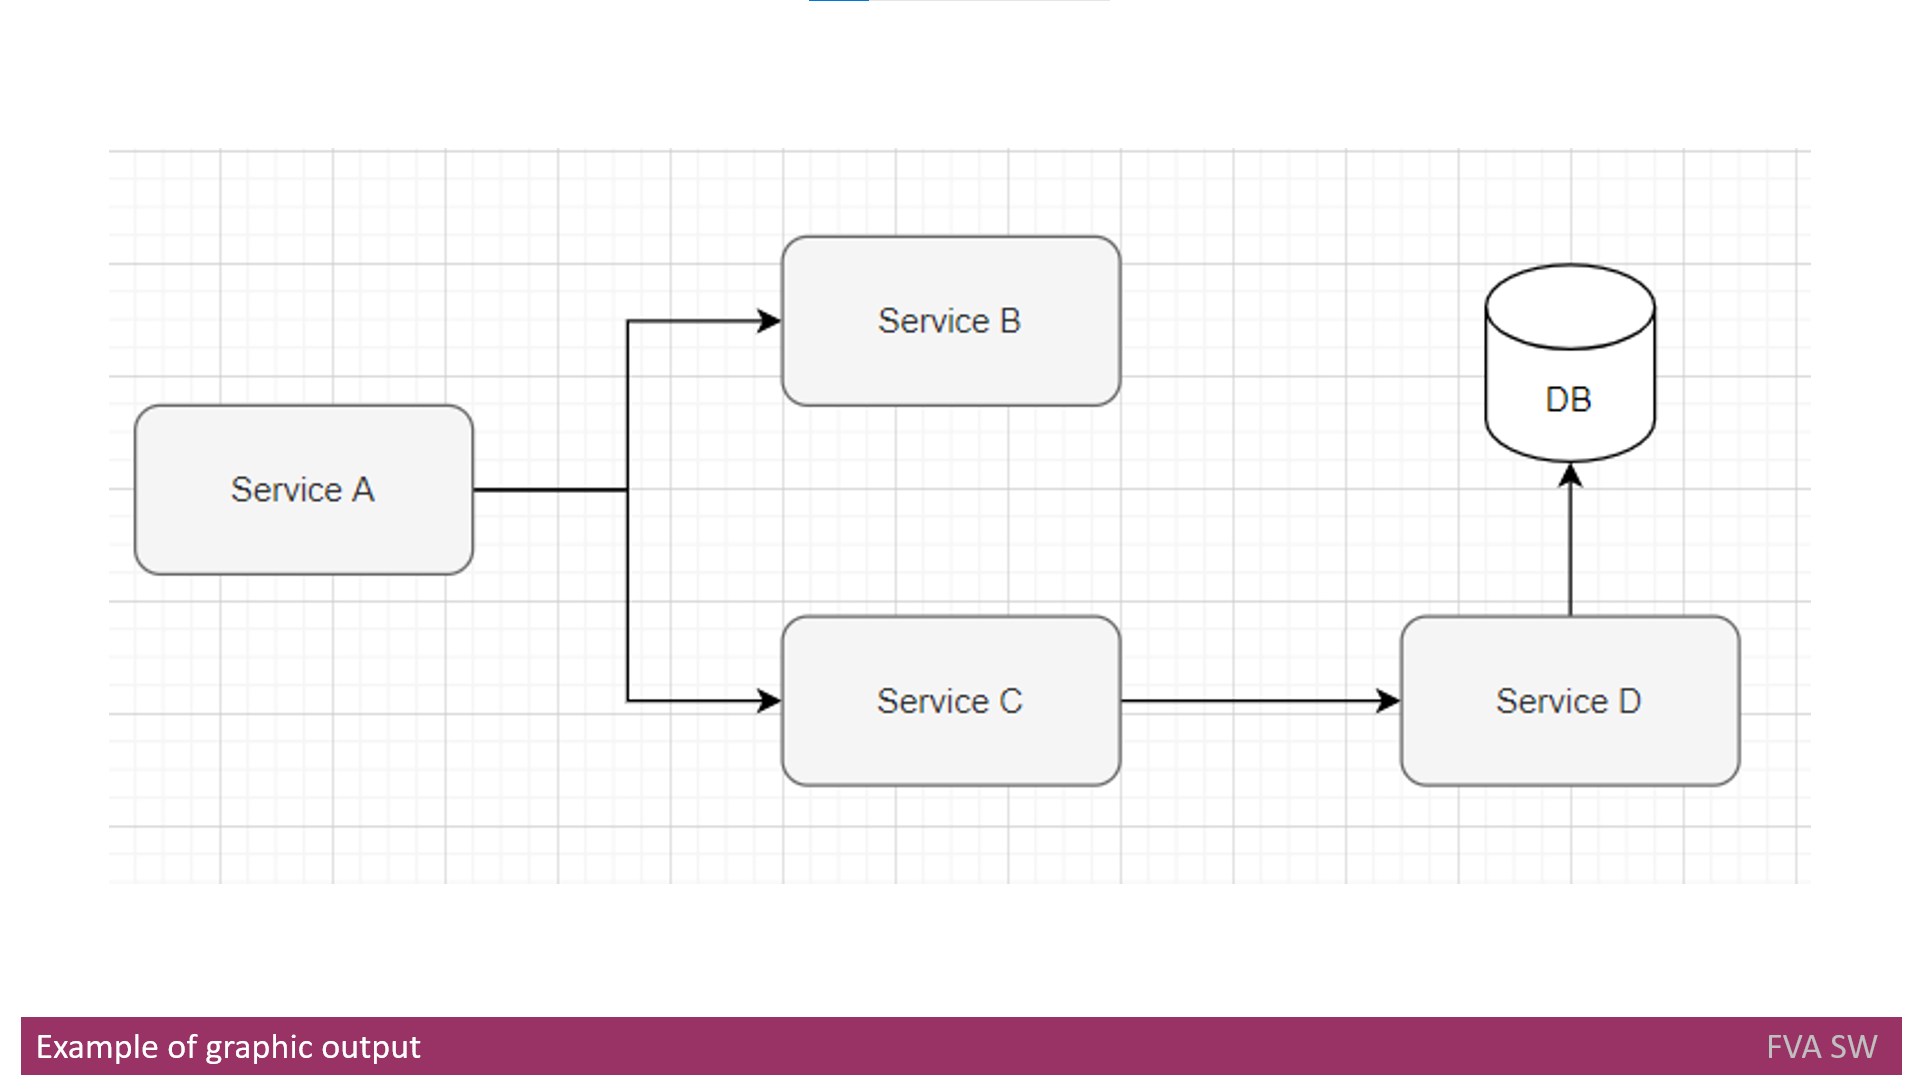 Service B
DB
Service A
Service C
Service D
Example of graphic output
FVA SW